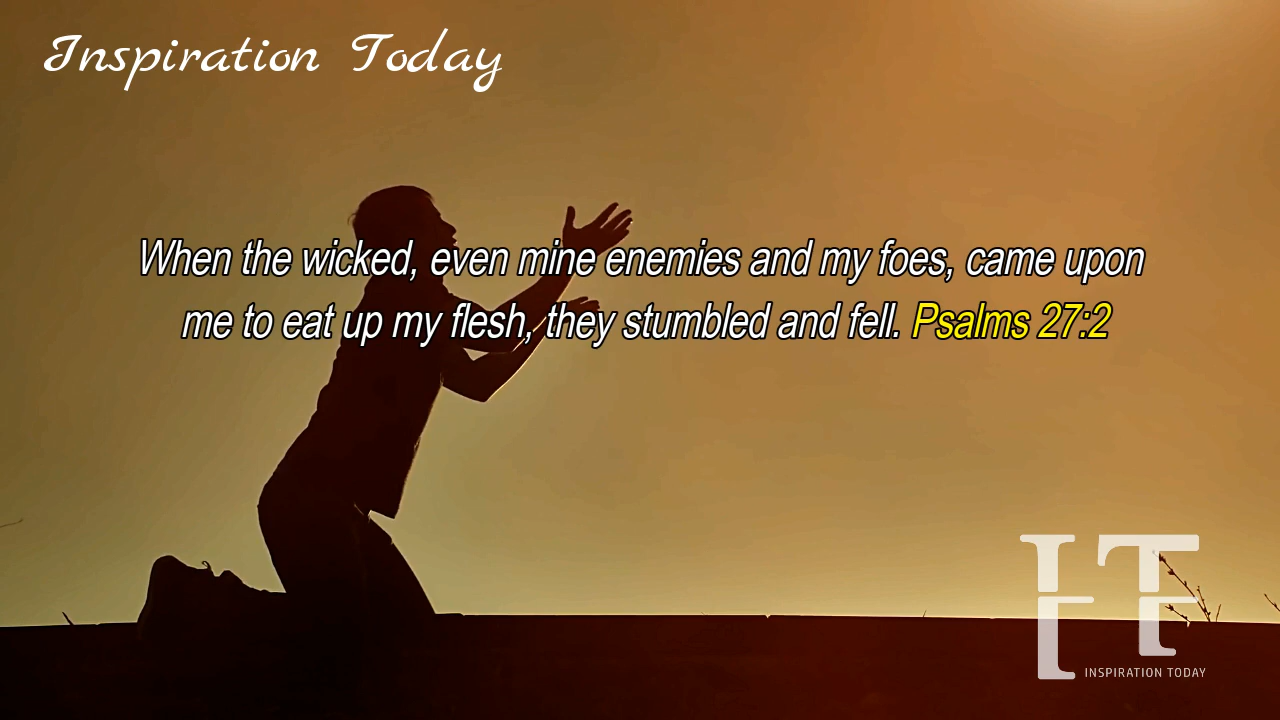 Inspiration Today
When the wicked, even mine enemies and my foes, came upon
me to eat up my flesh, they stumbled and fell. Psalms 27:2
INSPIRATION TODAY